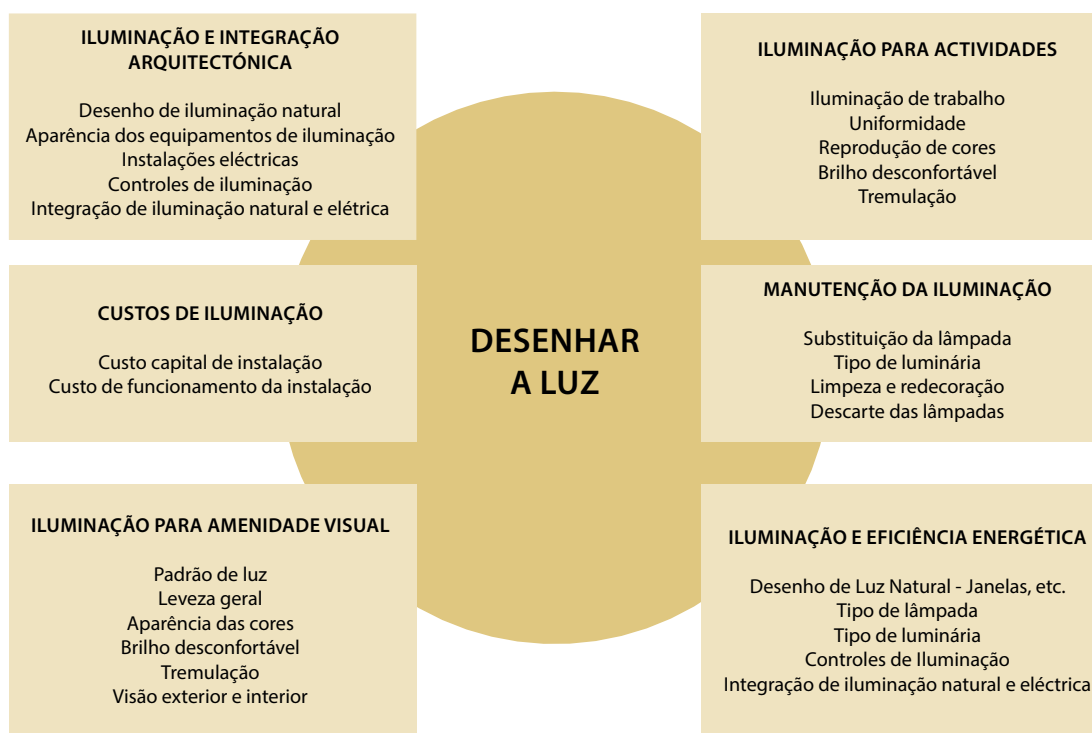 ILUMINAÇÃO E INTEGRAÇÃO
ARQUITECTÓNICA
Desenho de iluminação natural
Aparência dos equipamentos de iluminação
Instalações eléctricas
Controles de iluminação
Integração de iluminação natural e elétrica
ILUMINAÇÃO PARA ACTIVIDADES
Iluminação de trabalho
Uniformidade
Reprodução de cores
Brilho desconfortável
Tremulação
CUSTOS DE ILUMINAÇÃO
Custo capital de instalação
Custo de funcionamento da instalação
DESENHAR
A LUZ
MANUTENÇÃO DA ILUMINAÇÃO
Substituição da lâmpada
Tipo de luminária
Limpeza e redecoração
Descarte das lâmpadas
ILUMINAÇÃO PARA AMENIDADE VISUAL
Padrão de luz
Leveza geral
Aparência das cores
Brilho desconfortável
Tremulação
Visão exterior e interior
ILUMINAÇÃO E EFICIÊNCIA ENERGÉTICA
Desenho de Luz Natural - Janelas, etc.
Tipo de lâmpada
Tipo de luminária
Controles de Iluminação
Integração de iluminação natural e eléctrica